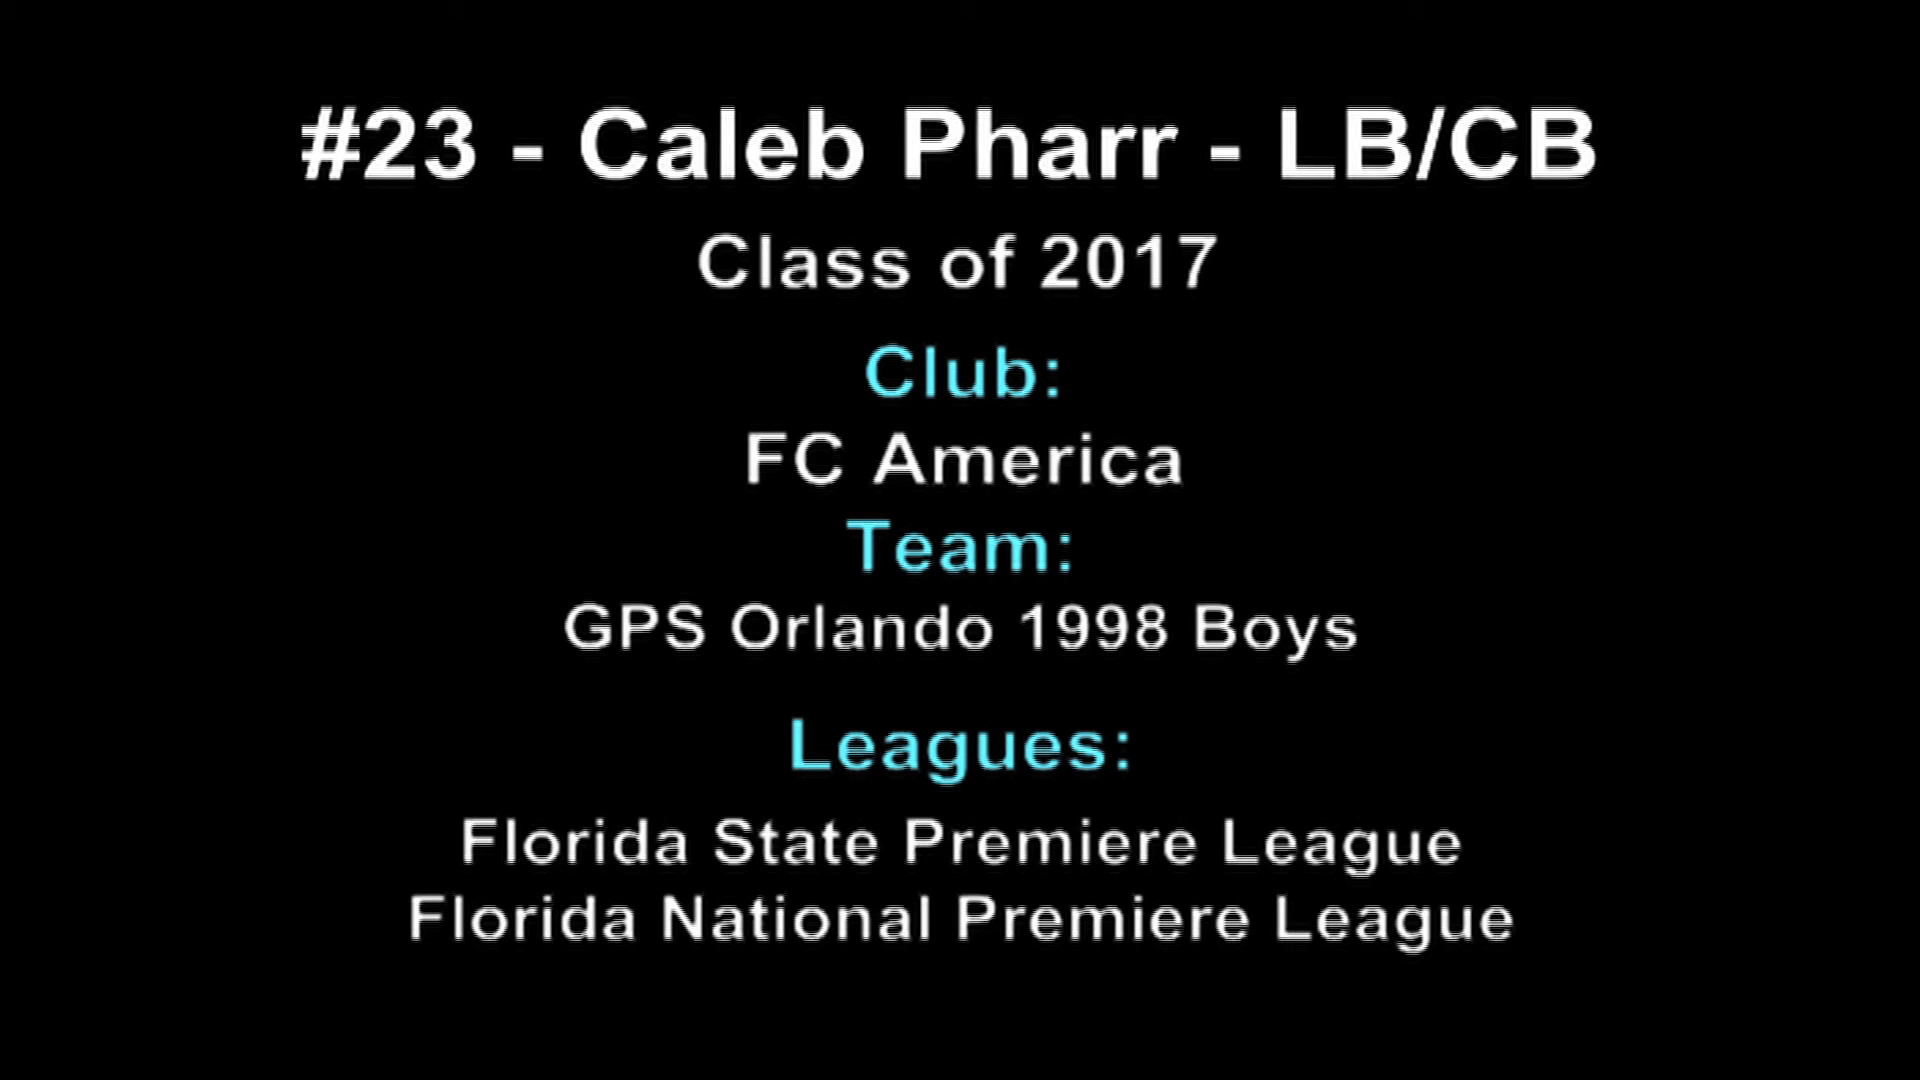 #23 - Caleb Pharr - LB/CB
Class of 2017
Club:
FC America
Team:
GPS Orlando 1998 Boys
Leagues:
Florida State Premiere League
Florida National Premiere League